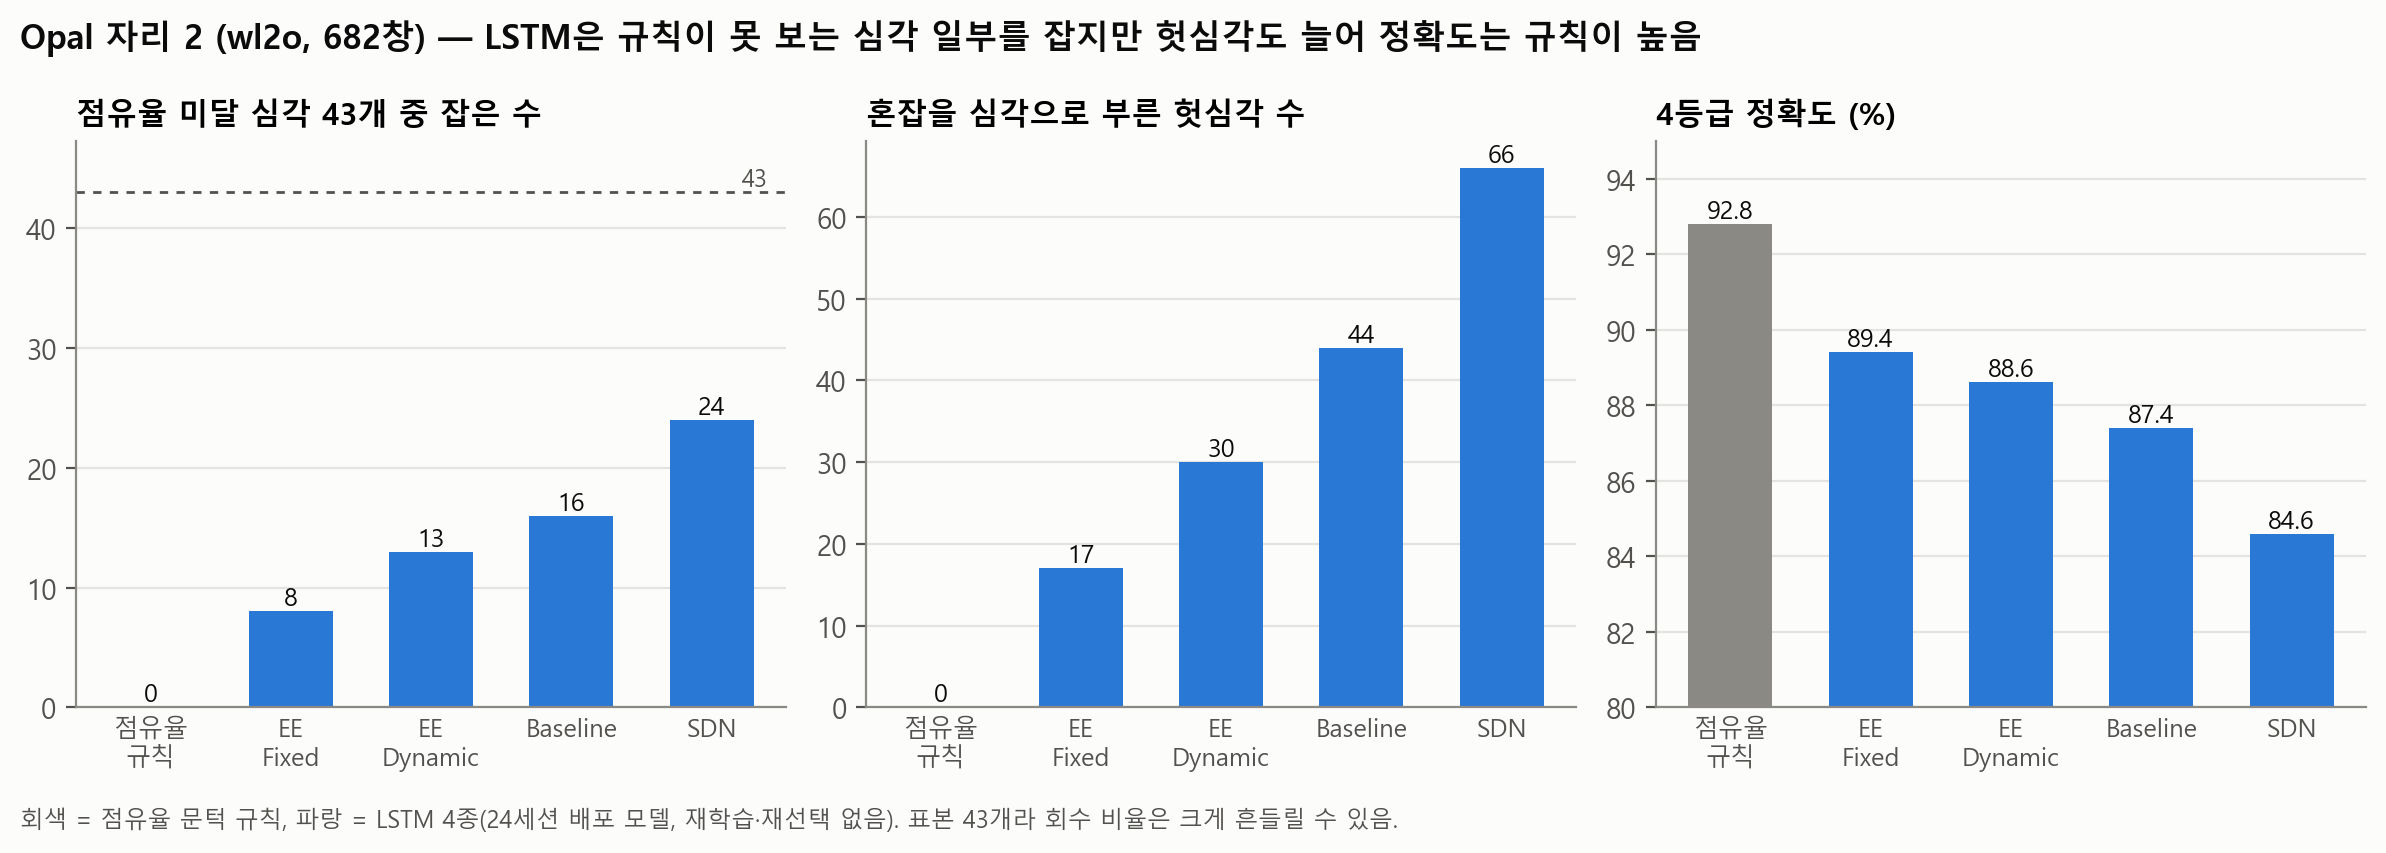 Opal 자리 2 (wl2o, 682창) — LSTM은 규칙이 못 보는 심각 일부를 잡지만 헛심각도 늘어 정확도는 규칙이 높음
점유율 미달 심각 43개 중 잡은 수
43
40
30
20
10
0
0
8
13
16
24
점유율
규칙
EE
Fixed
EE
Dynamic
Baseline
SDN
혼잡을 심각으로 부른 헛심각 수
60
50
40
30
20
10
0
0
17
30
44
66
점유율
규칙
EE
Fixed
EE
Dynamic
Baseline
SDN
4등급 정확도 (%)
94
92
90
88
86
84
82
80
92.8
89.4
88.6
87.4
84.6
점유율
규칙
EE
Fixed
EE
Dynamic
Baseline
SDN
회색 = 점유율 문턱 규칙, 파랑 = LSTM 4종(24세션 배포 모델, 재학습·재선택 없음). 표본 43개라 회수 비율은 크게 흔들릴 수 있음.